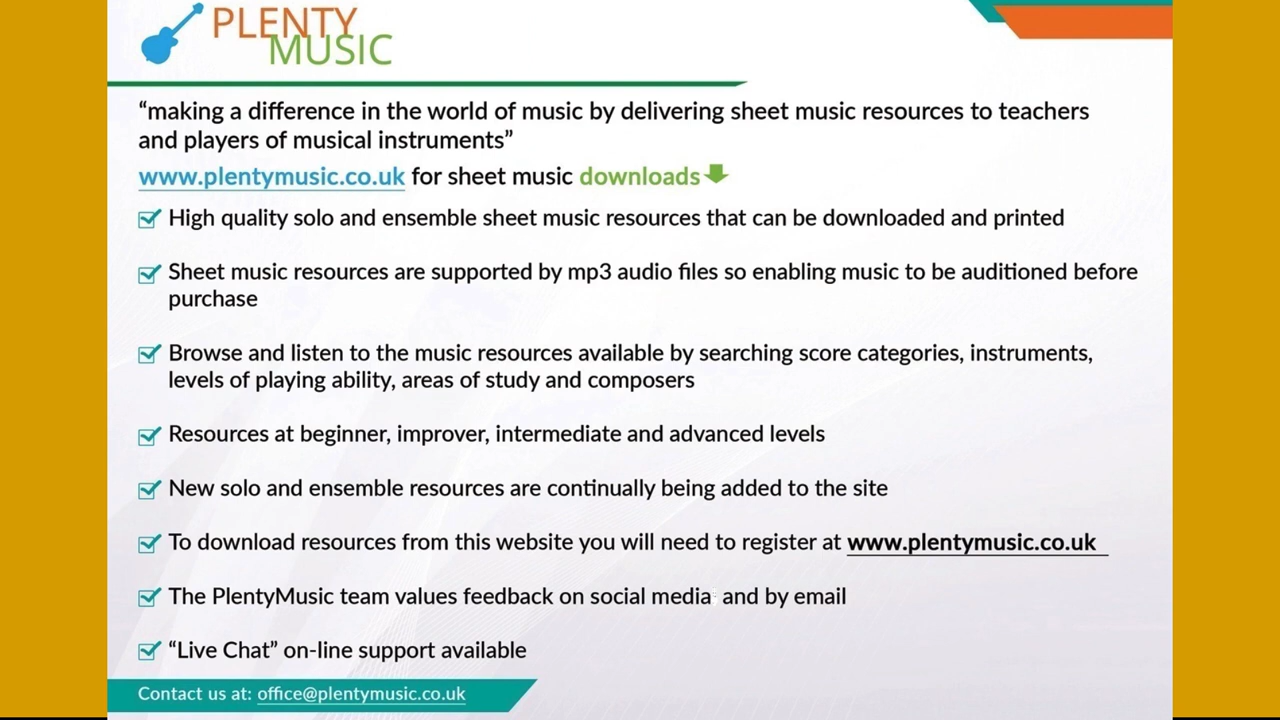 PLENTY
MUSIC
“making a difference in the world of music by delivering sheet music resources to teachers
and players of musical instruments”
www.plentymusic.co.uk for sheet music downloads
High quality solo and ensemble sheet music resources that can be downloaded and printed
Sheet music resources are supported by mp3 audio files so enabling music to be auditioned before
purchase
Browse and listen to the music resources available by searching score categories, instruments,
levels of playing ability, areas of study and composers
Resources at beginner, improver, intermediate and advanced levels
New solo and ensemble resources are continually being added to the site
To download resources from this website you will need to register at www.plentymusic.co.uk
The PlentyMusic team values feedback on social media and by email
“Live Chat” on-line support available
Contact us at: office@plentymusic.co.uk